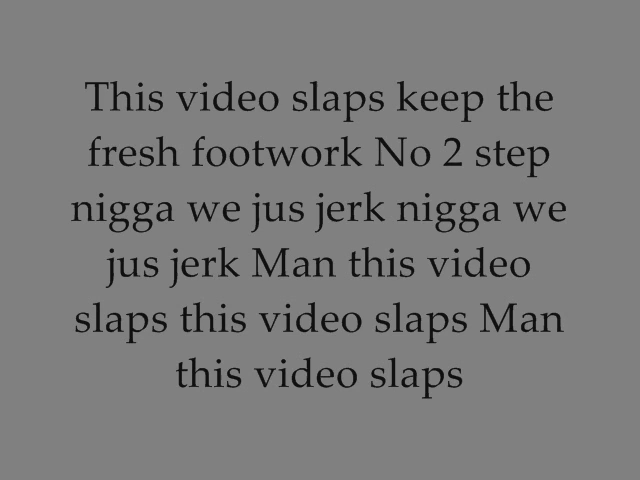 This video slaps keep the
fresh footwork No 2 step
nigga we jus jerk nigga we
jus jerk Man this video
slaps this video slaps Man
this video slaps